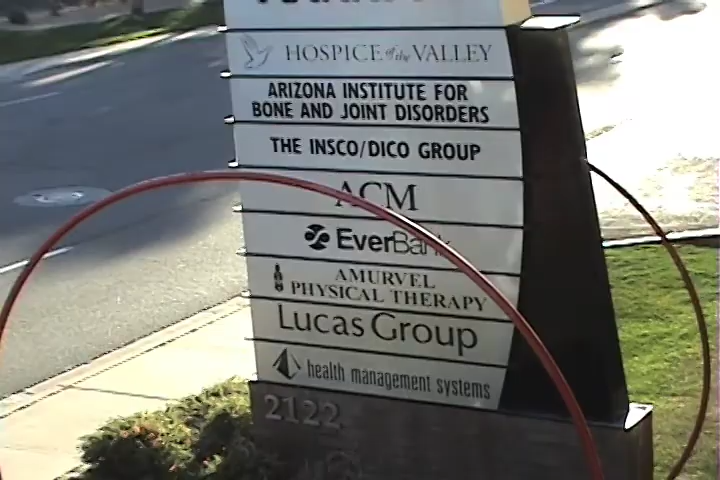 HOSPICE of the VALLEY
ARIZONA INSTITUTE FOR
BONE AND JOINT DISORDERS
THE INSCO/DICO GROUP
ACM
EverBank
AMURVEL
PHYSICAL THERAPY
LUCAS GROUP
health management systems
2122